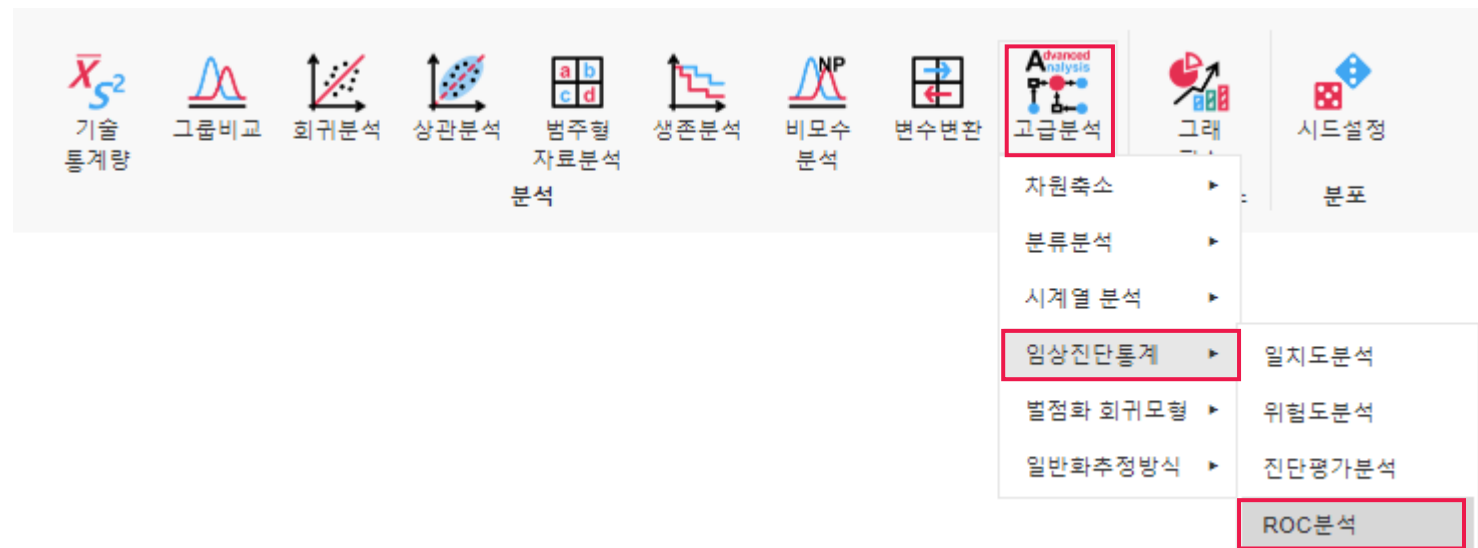 X̄ S²
NP
a b
c d
Advanced
Analysis
기술
통계량
그룹비교
회귀분석
상관분석
범주형
자료분석
생존분석
비모수
분석
변수변환
고급분석
그래
시드설정
분석
분포
차원축소
분류분석
시계열 분석
임상진단통계
벌점화 회귀모형
일반화추정방식
일치도분석
위험도분석
진단평가분석
ROC분석